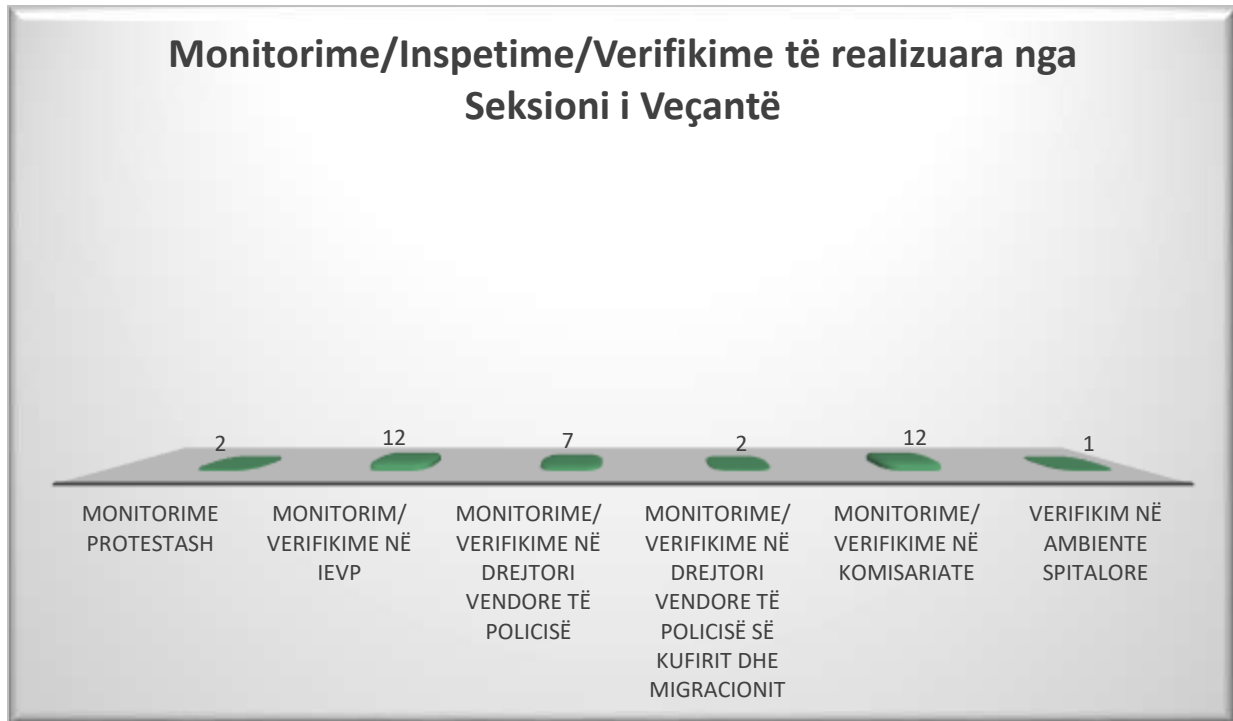 Monitorime/Inspetime/Verifikime të realizuara nga
Seksioni i Veçantë
2
12
7
2
12
1
MONITORIME
PROTESTASH
MONITORIM/
VERIFIKIME NË
IEVP
MONITORIME/
VERIFIKIME NË
DREJTORI
VENDORE TË
POLICISË
MONITORIME/
VERIFIKIME NË
DREJTORI
VENDORE TË
POLICISË SË
KUFIRIT DHE
MIGRACIONIT
MONITORIME/
VERIFIKIME NË
KOMISARIATE
VERIFIKIM NË
AMBIENTE
SPITALORE